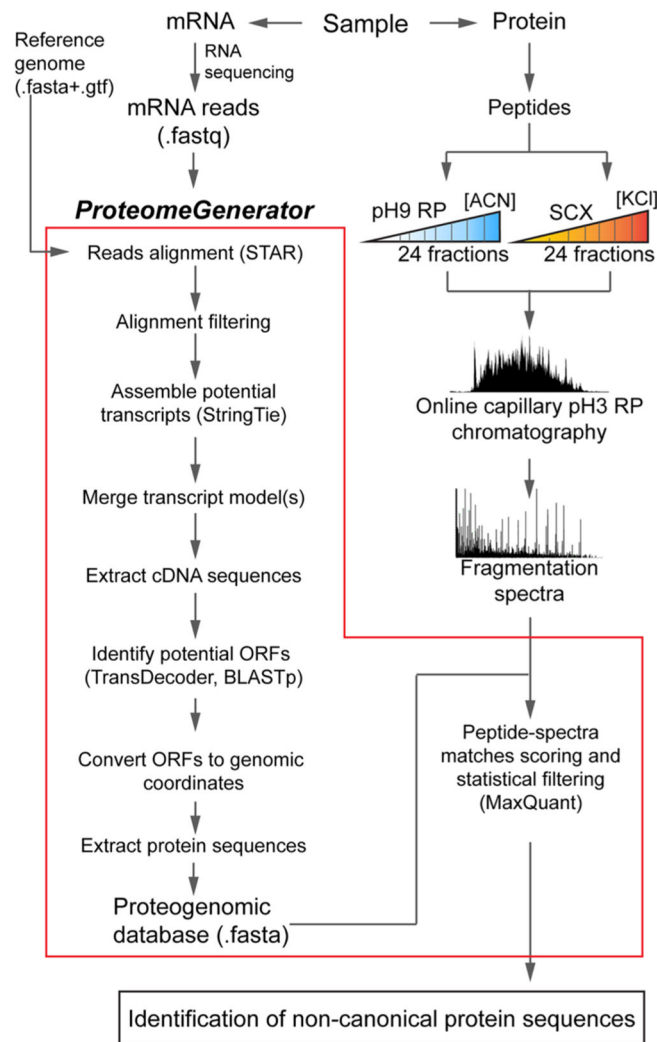 mRNA
Sample
Protein
Reference
genome
(.fasta+.gtf)
RNA
sequencing
mRNA reads
(.fastq)
ProteomeGenerator
Reads alignment (STAR)
Alignment filtering
Assemble potential
transcripts (StringTie)
Merge transcript model(s)
Extract cDNA sequences
Identify potential ORFs
(TransDecoder, BLASTp)
Convert ORFs to genomic
coordinates
Extract protein sequences
Proteogenomic
database (.fasta)
Peptides
pH9 RP
[ACN]
24 fractions
SCX
[KCl]
24 fractions
Online capillary pH3 RP
chromatography
Fragmentation
spectra
Peptide-spectra
matches scoring and
statistical filtering
(MaxQuant)
Identification of non-canonical protein sequences